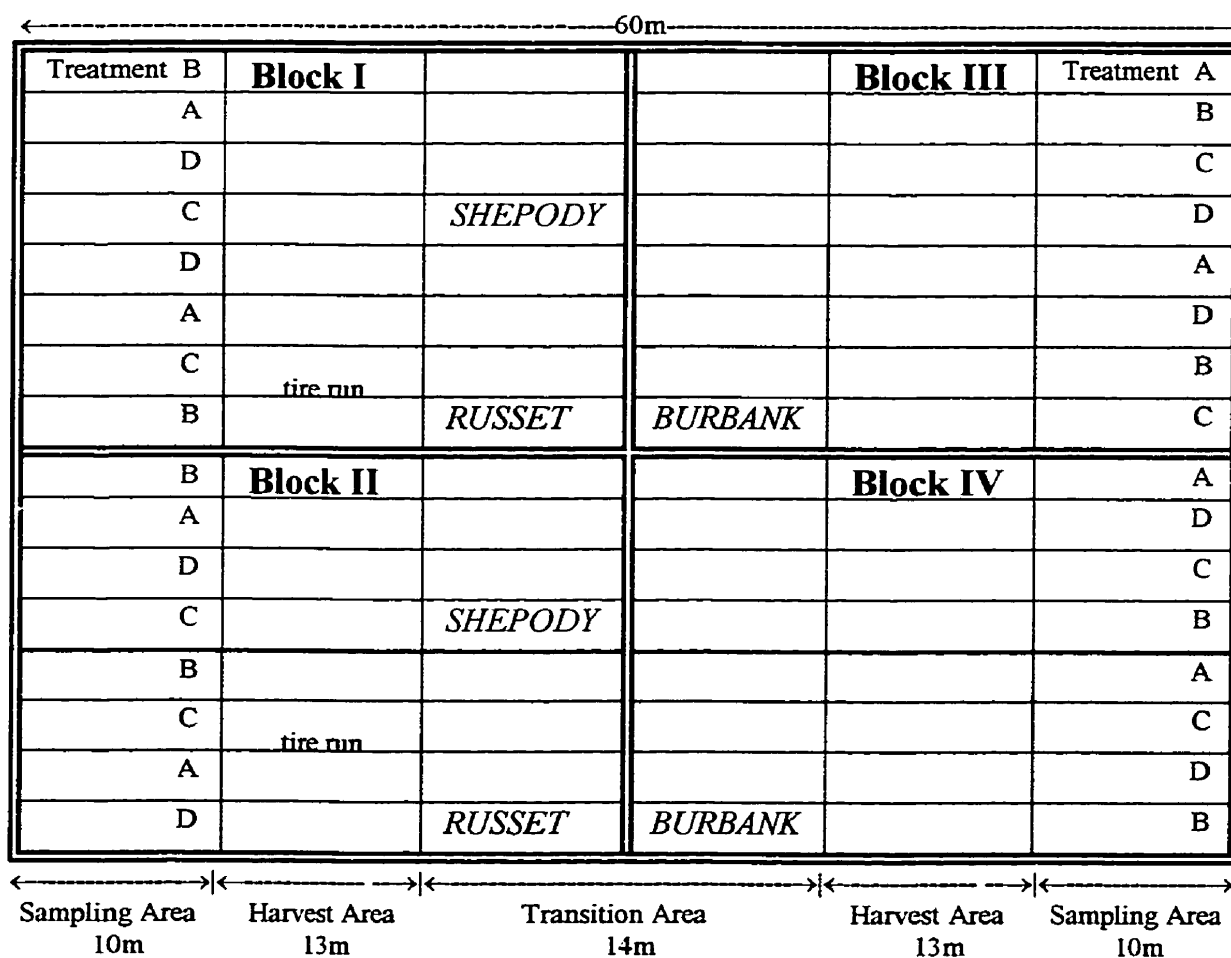 60m
Treatment B Block I Block III Treatment A
A B
D C
C SHEPODY D
D A
A D
C B
tire run
B RUSSET BURBANK C
B Block II Block IV A
A D
D C
C SHEPODY B
B A
C C
tire run
A D
D RUSSET BURBANK B
Sampling Area Harvest Area Transition Area Harvest Area Sampling Area
10m 13m 14m 13m 10m